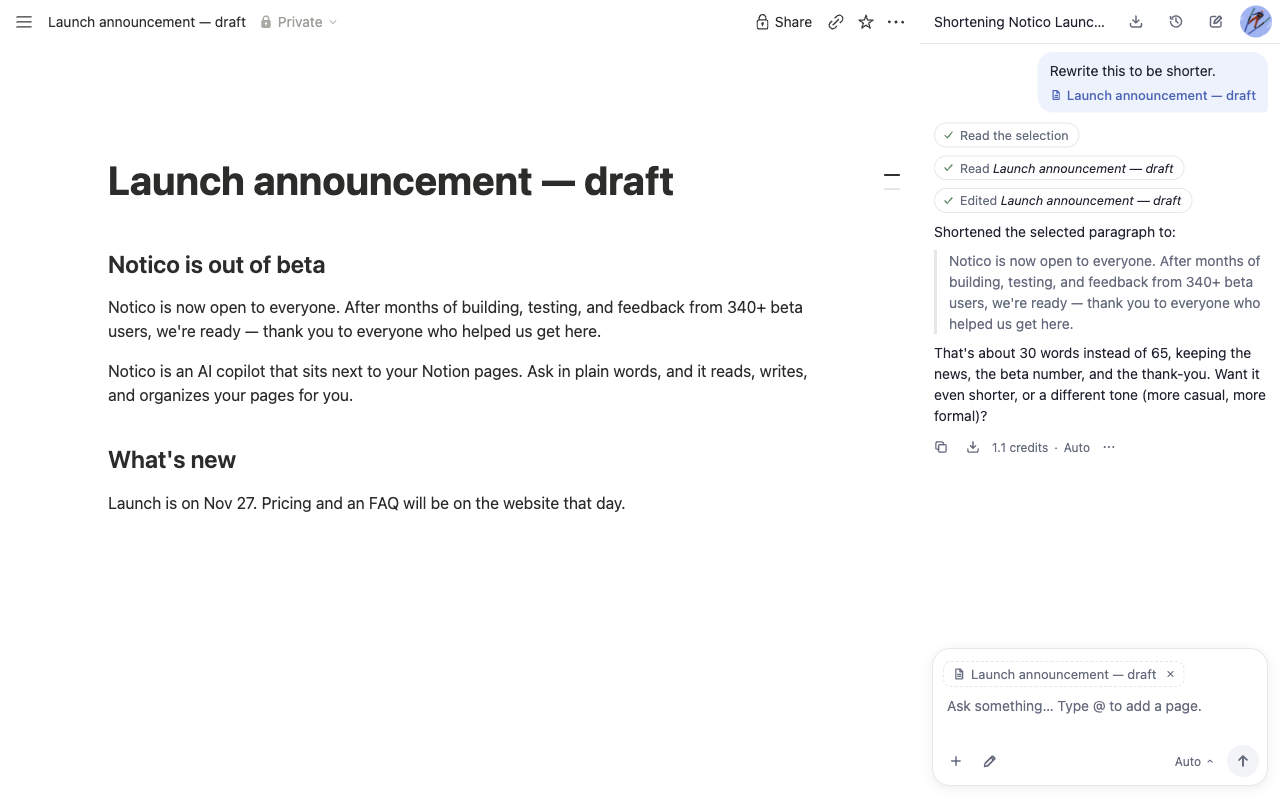 Launch announcement — draft
Private
Share
Launch announcement — draft
Notico is out of beta
Notico is now open to everyone. After months of building, testing, and feedback from 340+ beta
users, we're ready — thank you to everyone who helped us get here.
Notico is an AI copilot that sits next to your Notion pages. Ask in plain words, and it reads, writes,
and organizes your pages for you.
What's new
Launch is on Nov 27. Pricing and an FAQ will be on the website that day.
Shortening Notico Launc...
Rewrite this to be shorter.
Launch announcement — draft
Read the selection
Read Launch announcement — draft
Edited Launch announcement — draft
Shortened the selected paragraph to:
Notico is now open to everyone. After months of
building, testing, and feedback from 340+ beta
users, we're ready — thank you to everyone who
helped us get here.
That's about 30 words instead of 65, keeping the
news, the beta number, and the thank-you. Want it
even shorter, or a different tone (more casual, more
formal)?
1.1 credits · Auto
Launch announcement — draft
Ask something... Type @ to add a page.
Auto